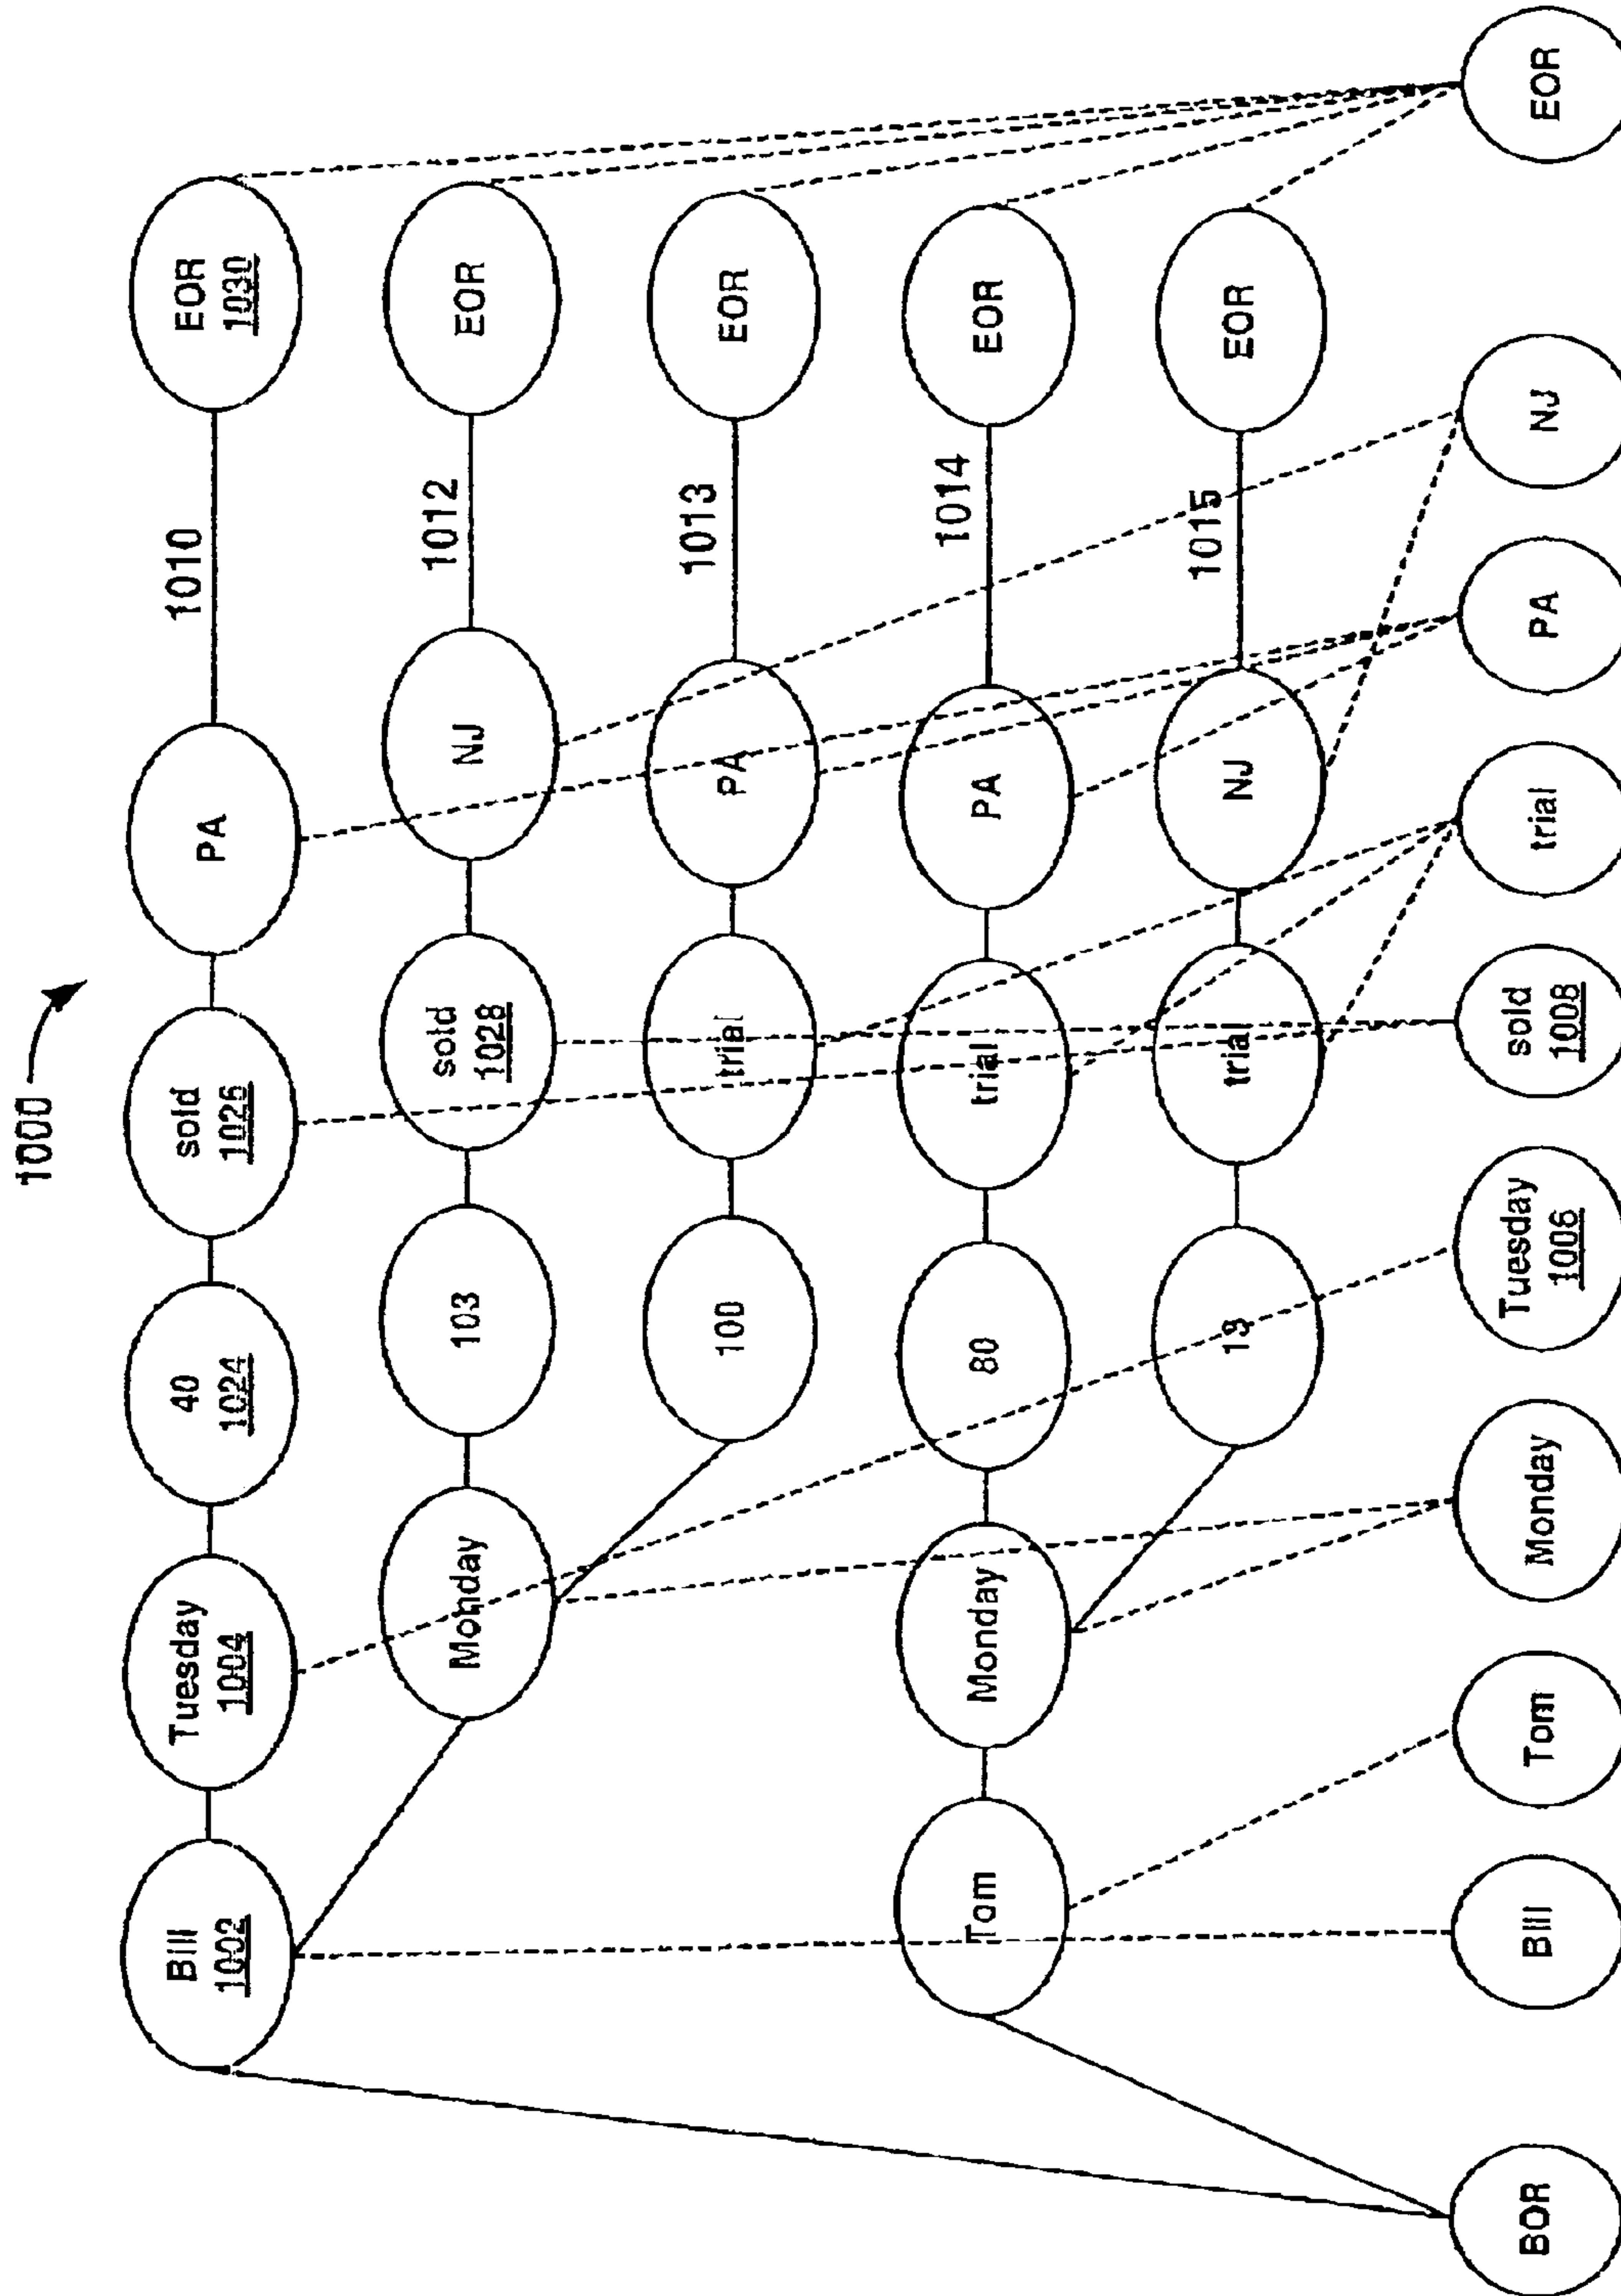 1000
Bill
1002
Tuesday
1004
40
1024
sold
1026
PA
1010
EOR
1030
Monday
103
sold
1028
NJ
1012
EOR
100
trial
PA
1013
EOR
Tom
Monday
80
trial
PA
1014
EOR
13
trial
NJ
1015
EOR
BOR
Bill
Tom
Monday
Tuesday
1006
sold
1008
trial
PA
NJ
EOR